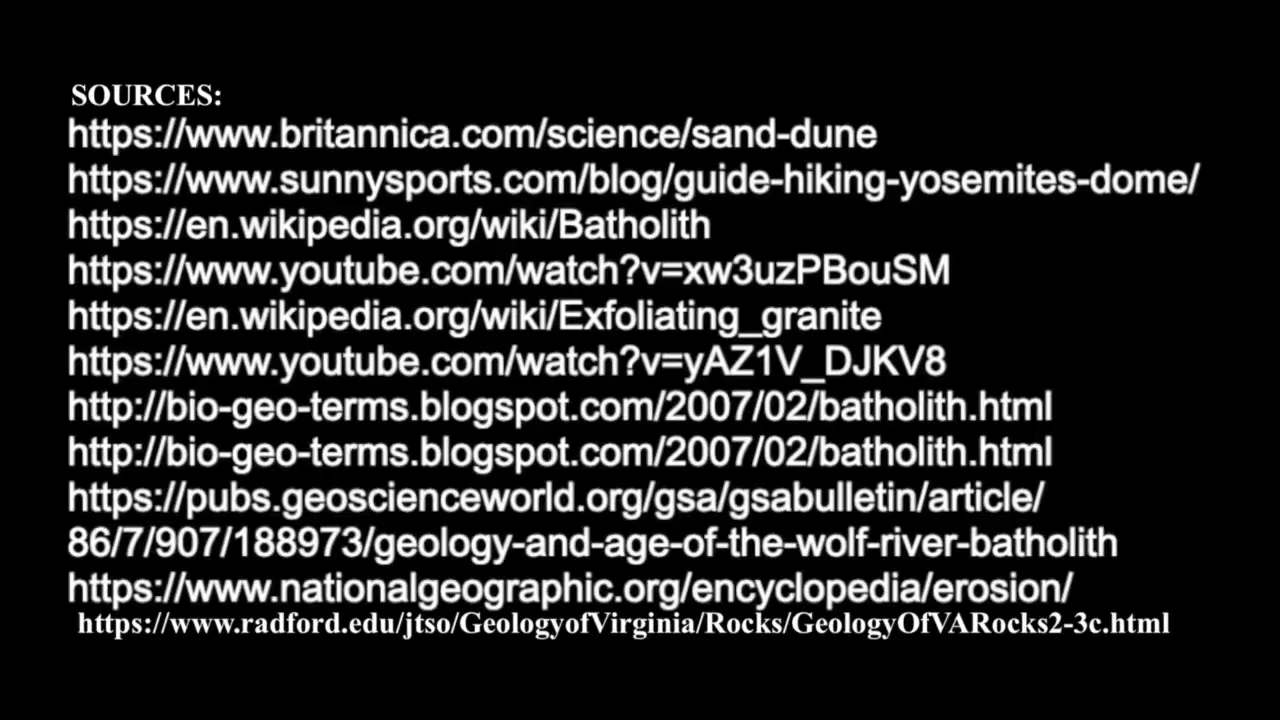 SOURCES:
https://www.britannica.com/science/sand-dune
https://www.sunnysports.com/blog/guide-hiking-yosemites-dome/
https://en.wikipedia.org/wiki/Batholith
https://www.youtube.com/watch?v=xw3uzPBouSM
https://en.wikipedia.org/wiki/Exfoliating_granite
https://www.youtube.com/watch?v=yAZ1V_DJKV8
http://bio-geo-terms.blogspot.com/2007/02/batholith.html
http://bio-geo-terms.blogspot.com/2007/02/batholith.html
https://pubs.geoscienceworld.org/gsa/gsabulletin/article/
86/7/907/188973/geology-and-age-of-the-wolf-river-batholith
https://www.nationalgeographic.org/encyclopedia/erosion/
https://www.radford.edu/jtso/GeologyofVirginia/Rocks/GeologyOfVARocks2-3c.html